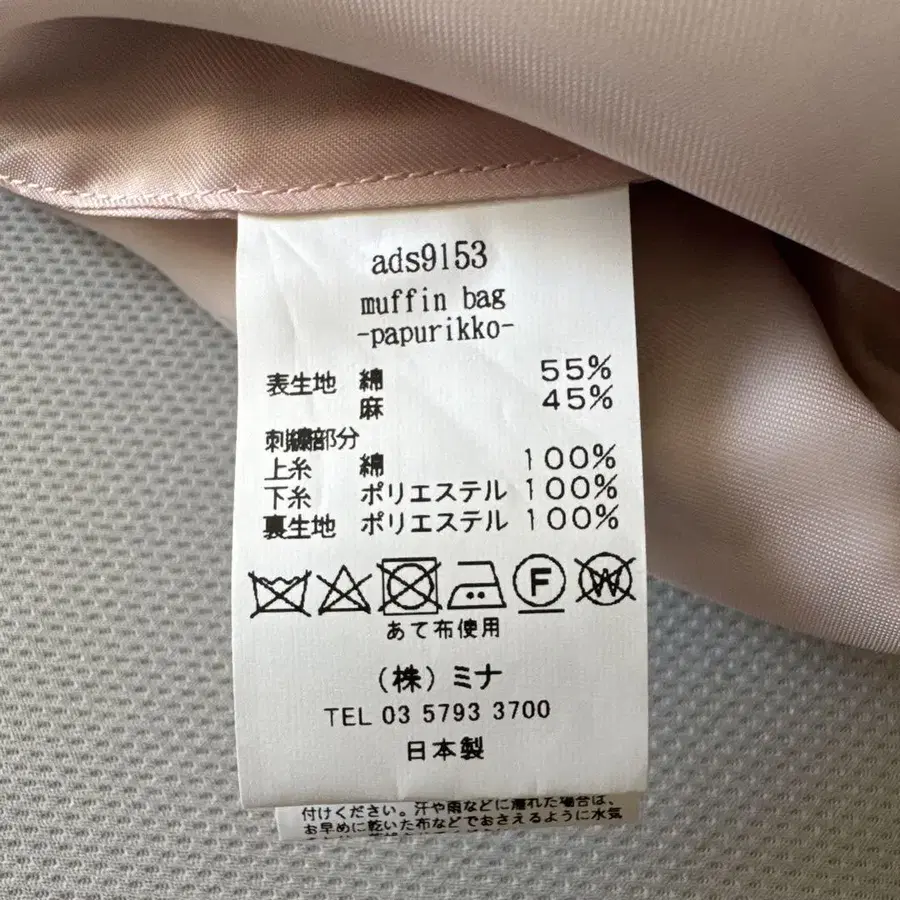 ads9153
muffin bag
-papurikko-
表生地 綿 55%
麻 45%
刺繍部分
上糸 綿 100%
下糸 ポリエステル 100%
裏生地 ポリエステル 100%
F W
あて布使用
(株) ミナ
TEL 03 5793 3700
日本製
付けください。汗や雨などに濡れた場合は、
お早めに乾いた布などでおさえるように水気